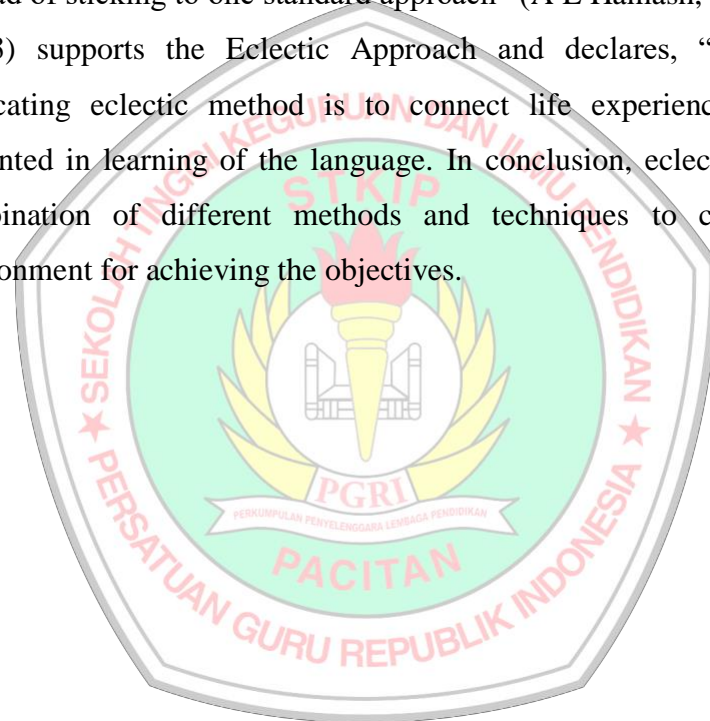 of sticking to one standard approach" (A L Hamash,
3) supports the Eclectic Approach and declares, "
cating eclectic method is to connect life experienc
nted in learning of the language. In conclusion, eclec
bination of different methods and techniques to c
onment for achieving the objectives.
SEKOLAH TINGGI KEGURUAN DAN ILMU PENDIDIKAN
STKIP
PGRI
PERKUMPULAN PENYELENGGARA LEMBAGA PENDIDIKAN
PACITAN
★ PERSATUAN GURU REPUBLIK INDONESIA ★